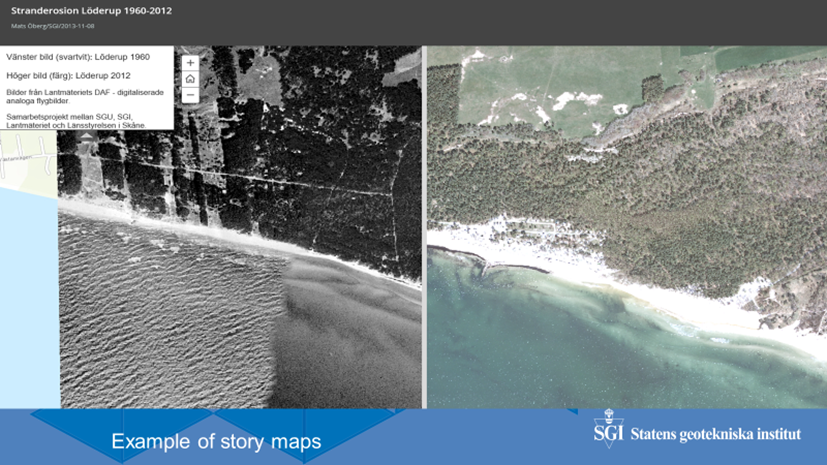 Stranderosion Löderup 1960-2012
Mats Öberg/SGI/2013-11-08
Vänster bild (svartvit): Löderup 1960
Höger bild (färg): Löderup 2012
Bilder från Lantmäteriets DAF - digitaliserade
analoga flygbilder.
Samarbetsprojekt mellan SGU, SGI,
Lantmäteriet och Länsstyrelsen i Skåne.
Example of story maps
SGI Statens geotekniska institut